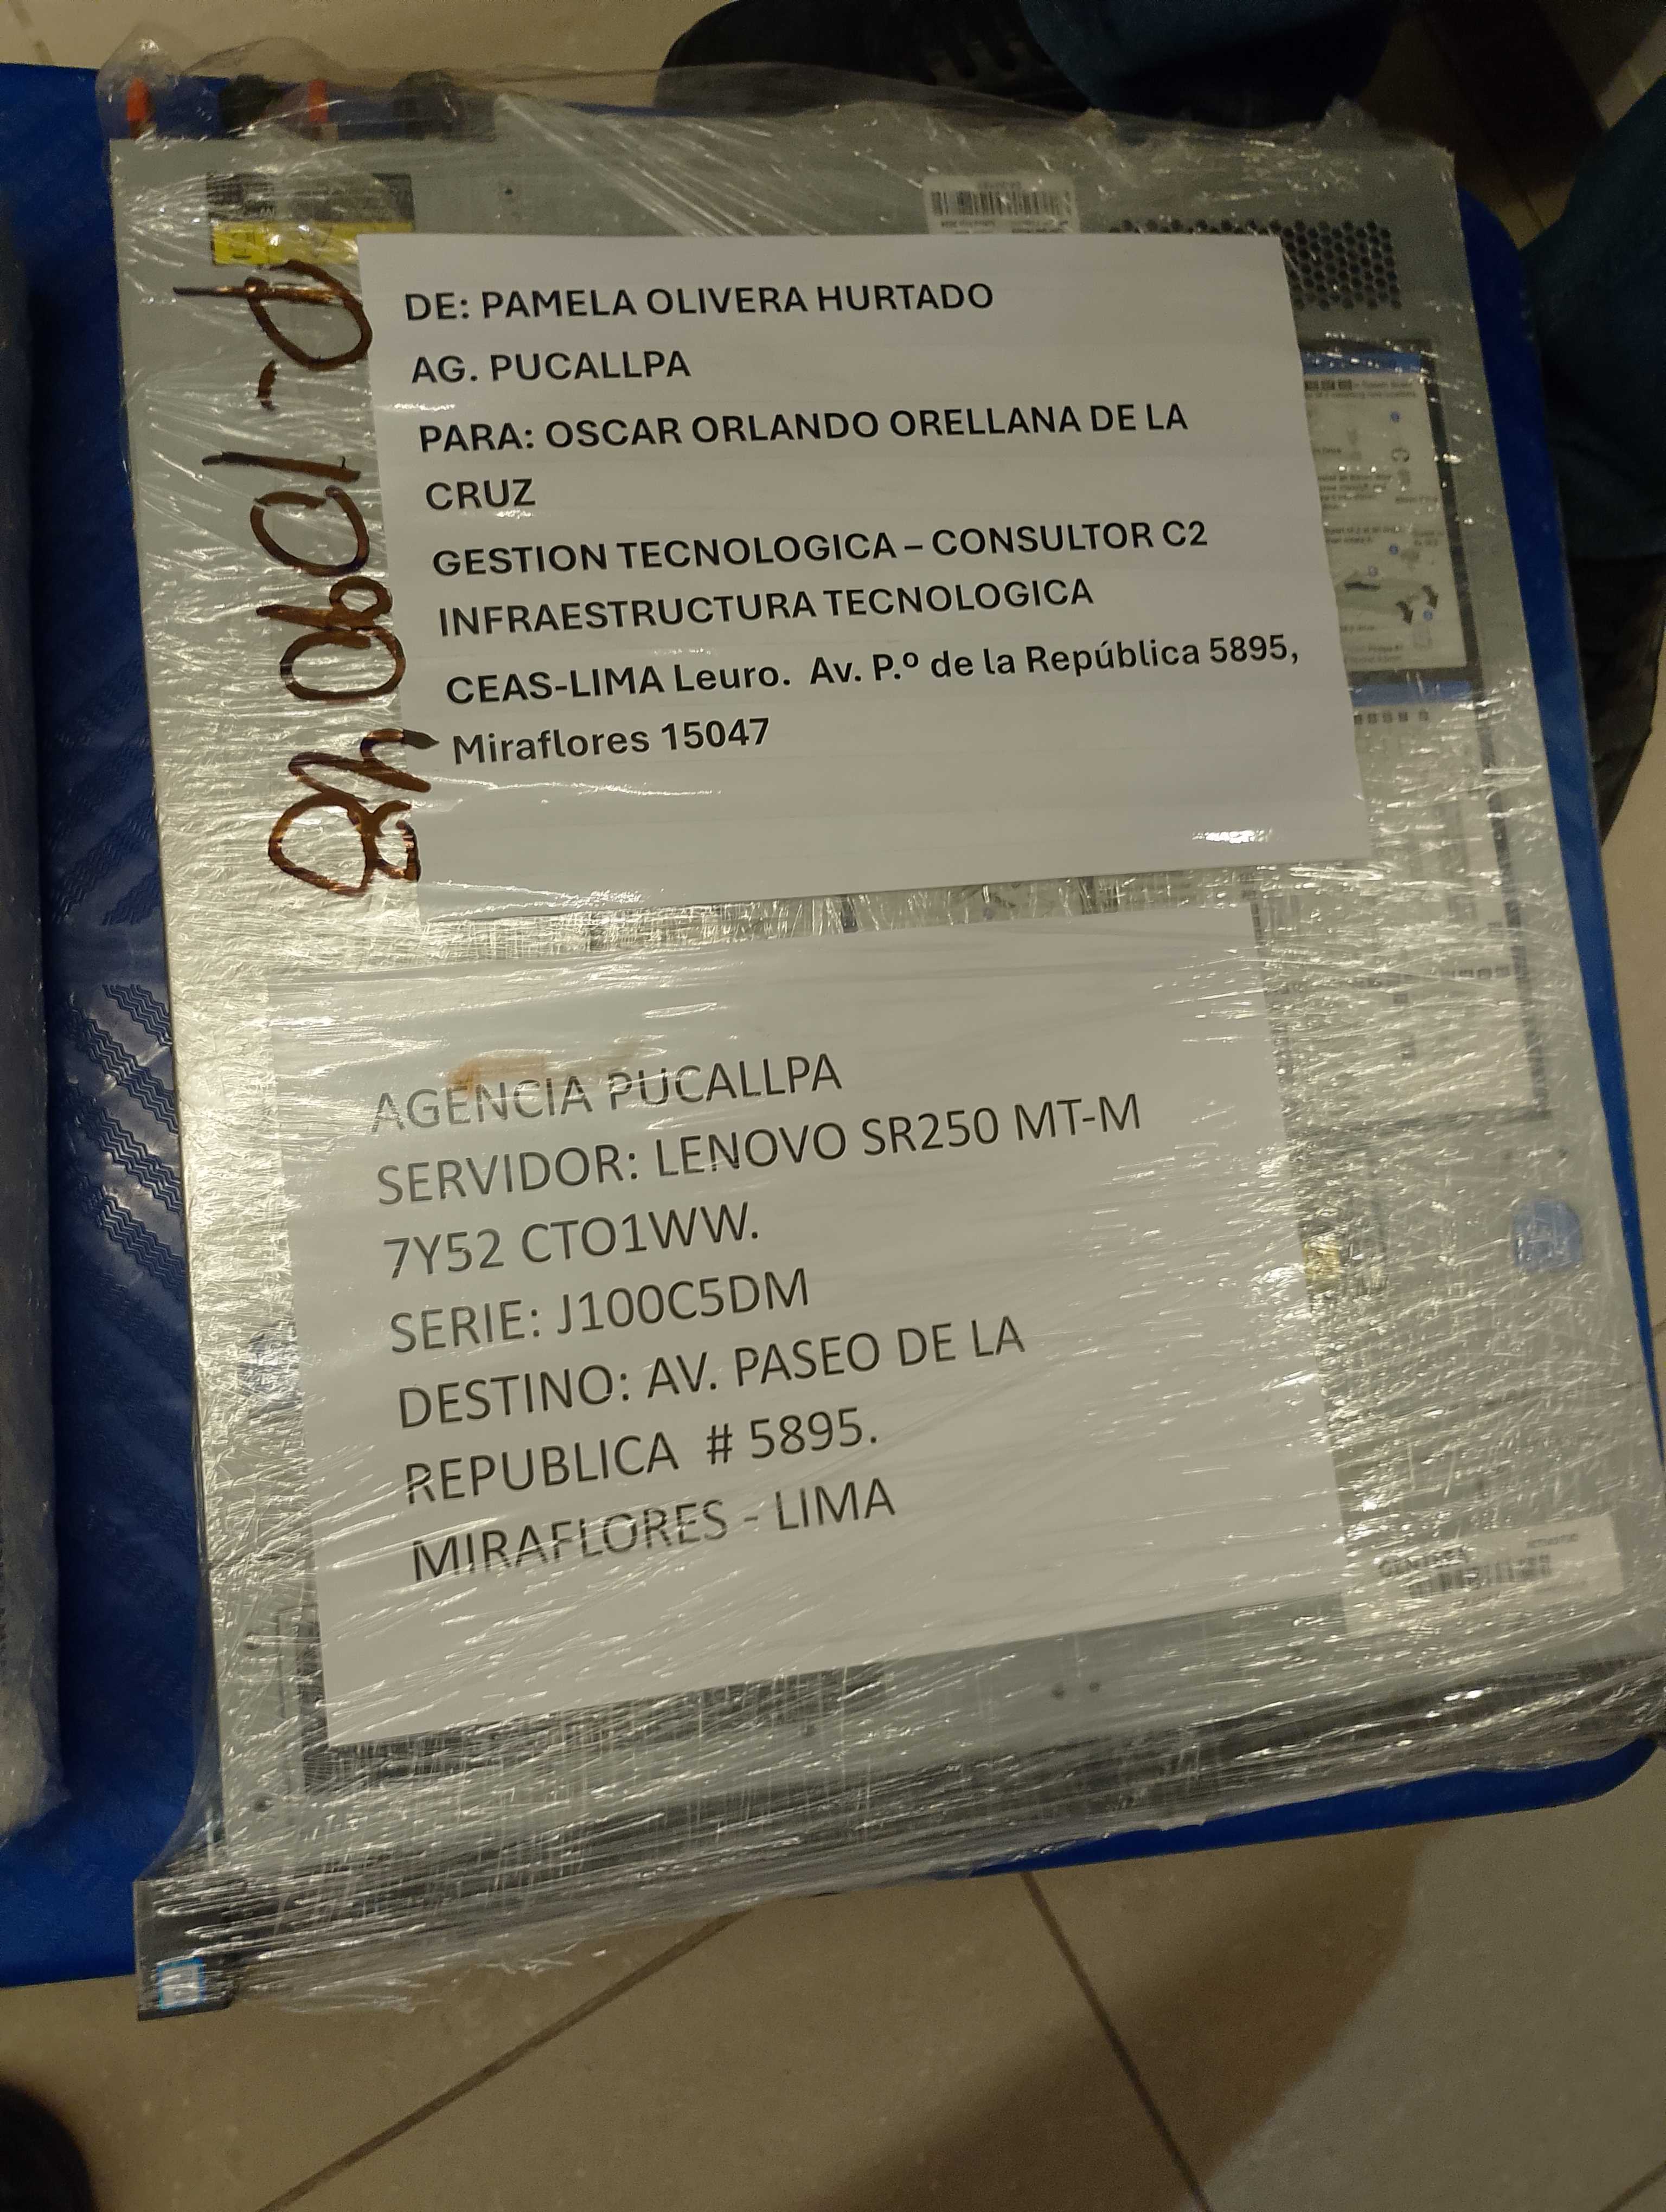 DE: PAMELA OLIVERA HURTADO
AG. PUCALLPA
PARA: OSCAR ORLANDO ORELLANA DE LA
CRUZ
GESTION TECNOLOGICA – CONSULTOR C2
INFRAESTRUCTURA TECNOLOGICA
CEAS-LIMA Leuro. Av. P.º de la República 5895,
Miraflores 15047
AGENCIA PUCALLPA
SERVIDOR: LENOVO SR250 MT-M
7Y52 CTO1WW.
SERIE: J100C5DM
DESTINO: AV. PASEO DE LA
REPUBLICA # 5895.
MIRAFLORES - LIMA